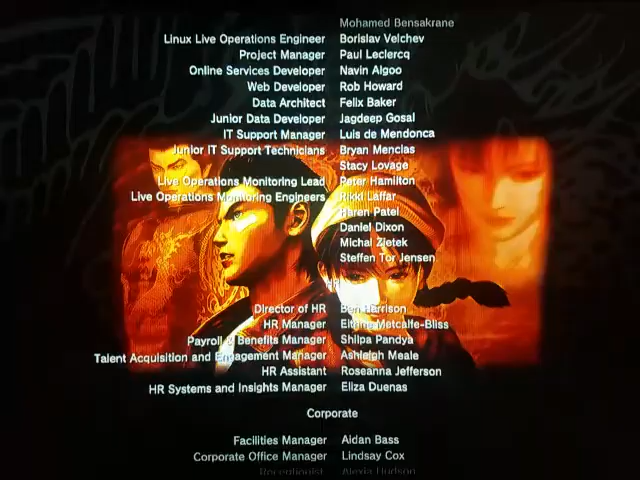 Mohamed Bensakrane
Linux Live Operations Engineer Borislav Velchev
Project Manager Paul Leclercq
Online Services Developer Navin Algoo
Web Developer Rob Howard
Data Architect Felix Baker
Junior Data Developer Jagdeep Gosal
IT Support Manager Luis de Mendonca
Junior IT Support Technicians Bryan Mencias
Stacy Lovage
Live Operations Monitoring Lead Peter Hamilton
Live Operations Monitoring Engineers Rikki Laffar
Karen Patel
Daniel Dixon
Michal Zietek
Steffen Tor Jensen
HR
Director of HR Ben Harrison
HR Manager Metcalfe-Bliss
Payroll & Benefits Manager Shilpa Pandya
Talent Acquisition and Engagement Manager Ashleigh Meale
HR Assistant Roseanna Jefferson
HR Systems and Insights Manager Eliza Duenas
Corporate
Facilities Manager Aidan Bass
Corporate Office Manager Lindsay Cox
Receptionist Alexia Hudson